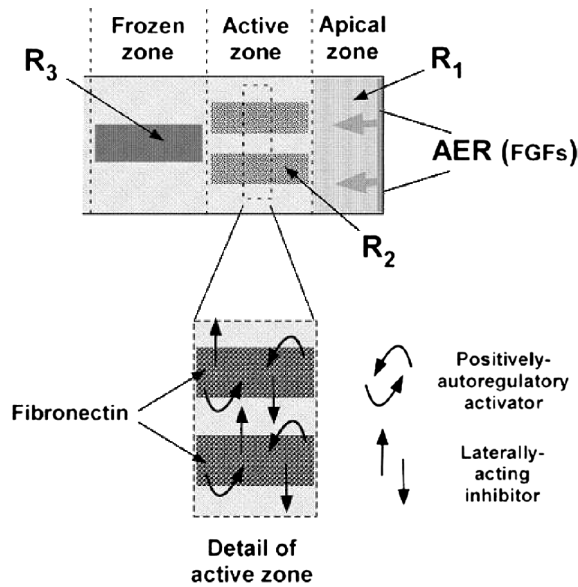 Frozen zone
Active zone
Apical zone
R3
R1
AER (FGFs)
R2
Fibronectin
Positively-
autoregulatory
activator
Laterally-
acting
inhibitor
Detail of
active zone